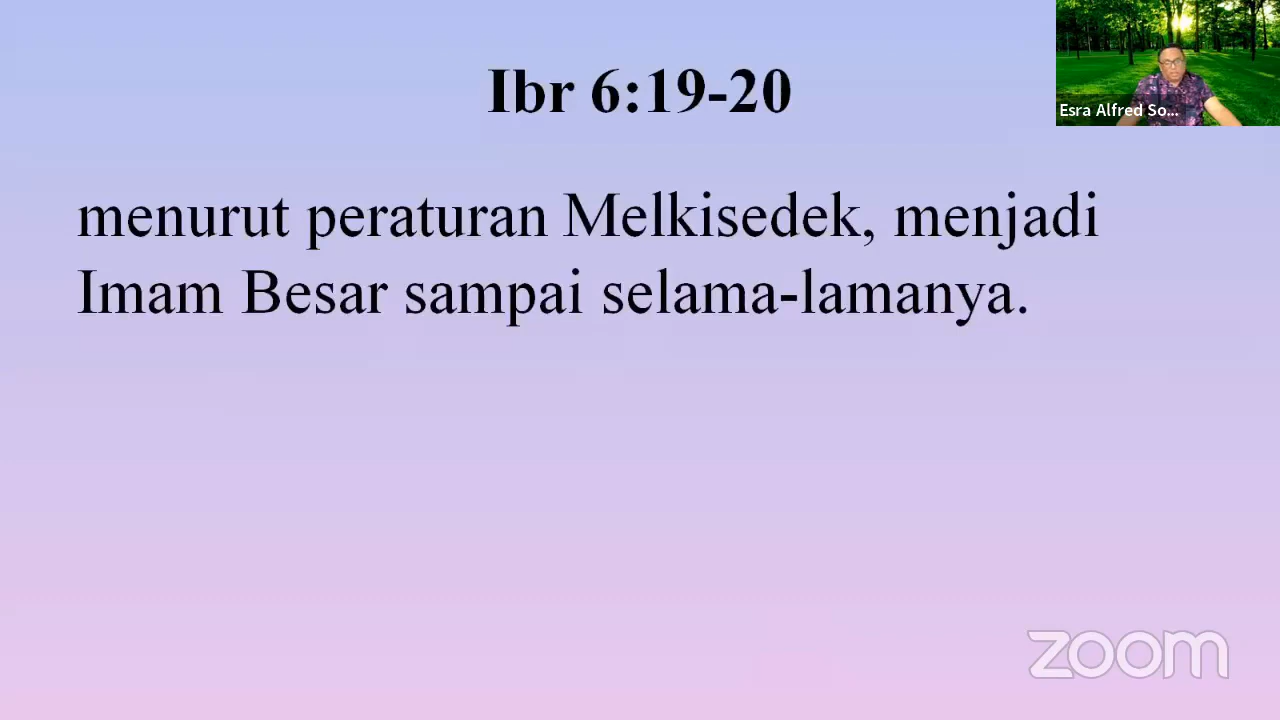 Ibr 6:19-20
Esra Alfred So...
menurut peraturan Melkisedek, menjadi
Imam Besar sampai selama-lamanya.
zoom